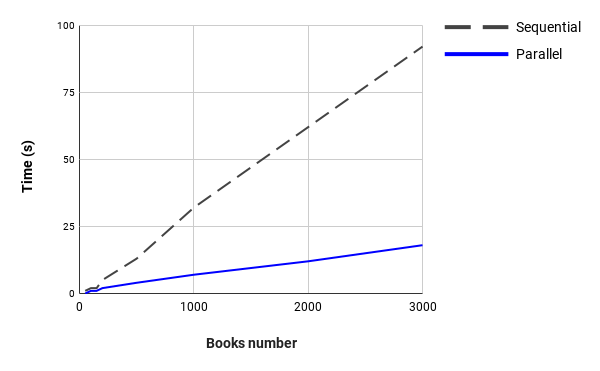 100
75
50
25
0
Time (s)
0 1000 2000 3000
Books number
Sequential
Parallel